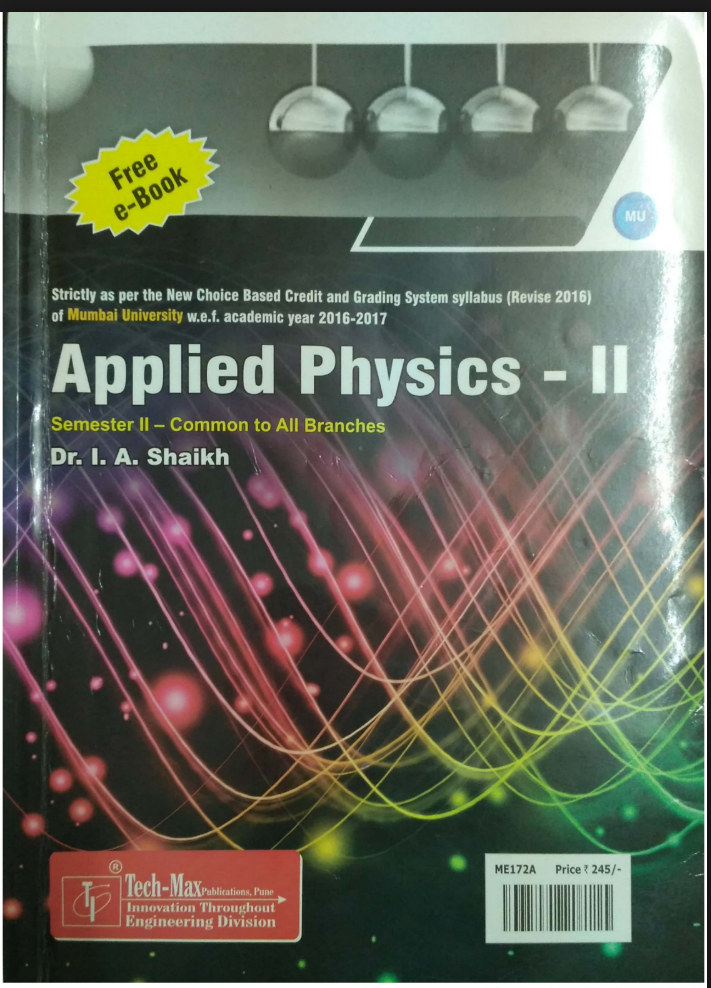 Free
e-Book
MU
Strictly as per the New Choice Based Credit and Grading System syllabus (Revise 2016)
of Mumbai University w.e.f. academic year 2016-2017
Applied Physics - II
Semester II – Common to All Branches
Dr. I. A. Shaikh
®
TP
Tech-Max Publications, Pune
Innovation Throughout
Engineering Division
ME172A Price ₹ 245/-